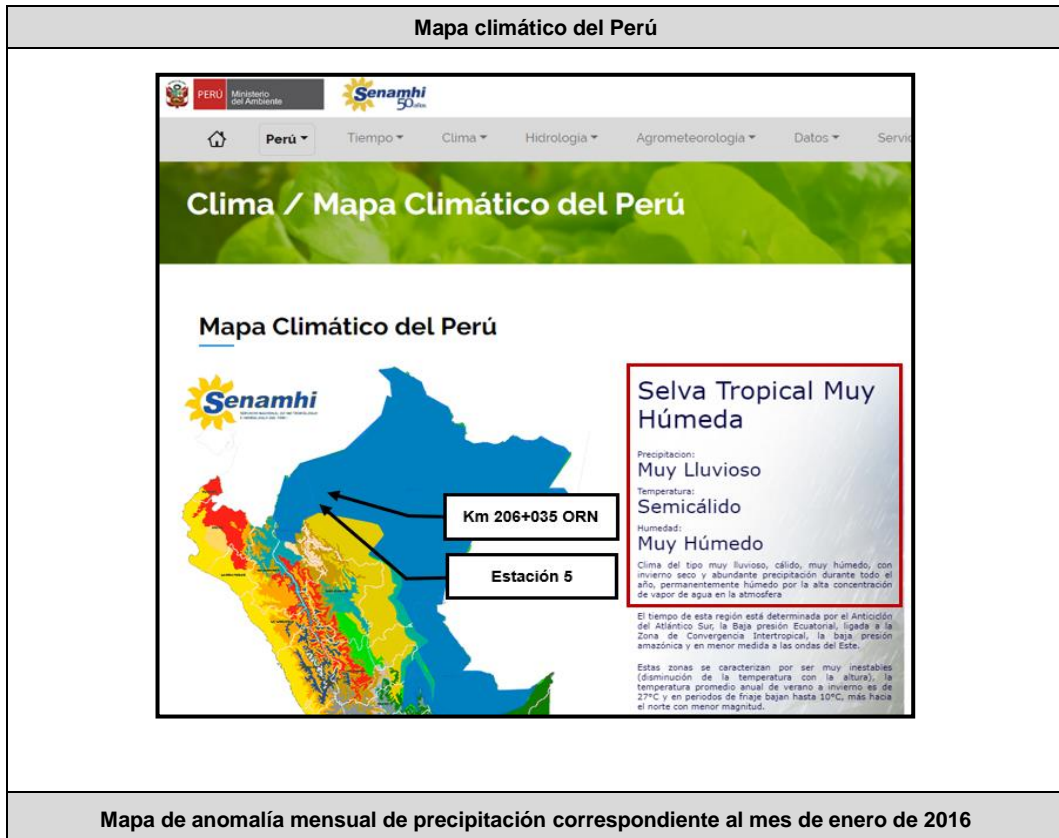 Mapa climático del Perú
PERÚ
Ministerio
del Ambiente
Senamhi
50 años
Perú
Tiempo
Clima
Hidrología
Agrometeorología
Datos
Servic
Clima / Mapa Climático del Perú
Mapa Climático del Perú
Senamhi
Km 206+035 ORN
Estación 5
Selva Tropical Muy
Húmeda
Precipitacion:
Muy Lluvioso
Temperatura:
Semicálido
Humedad:
Muy Húmedo
Clima del tipo muy lluvioso, cálido, muy húmedo, con
invierno seco y abundante precipitación durante todo el
año, permanentemente húmedo por la alta concentración
de vapor de agua en la atmosfera
El tiempo de esta región está determinada por el Anticiclón
del Atlántico Sur, la Baja presión Ecuatorial, ligada a la
Zona de Convergencia Intertropical, la baja presión
amazónica y en menor medida a las ondas del Este.
Estas zonas se caracterizan por ser muy inestables
(disminución de la temperatura con la altura), la
temperatura promedio anual de verano a invierno es de
27°C y en periodos de friaje bajan hasta 10°C, más hacia
el norte con menor magnitud.
Mapa de anomalía mensual de precipitación correspondiente al mes de enero de 2016